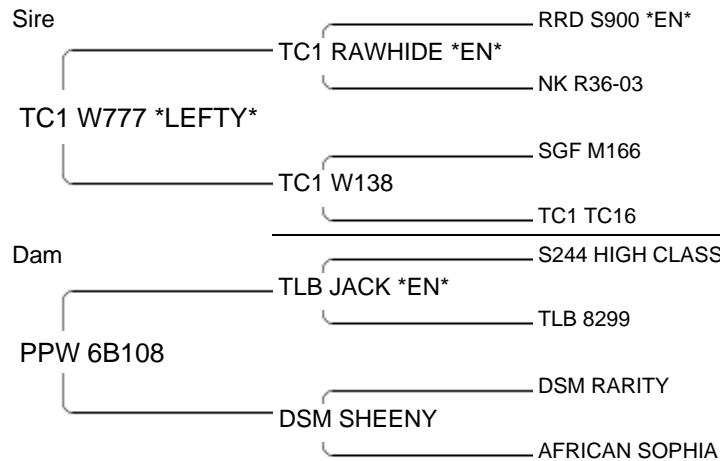 Sire
RRD S900 *EN*
TC1 RAWHIDE *EN*
NK R36-03
TC1 W777 *LEFTY*
SGF M166
TC1 W138
TC1 TC16
Dam
S244 HIGH CLASS
TLB JACK *EN*
TLB 8299
PPW 6B108
DSM RARITY
DSM SHEENY
AFRICAN SOPHIA